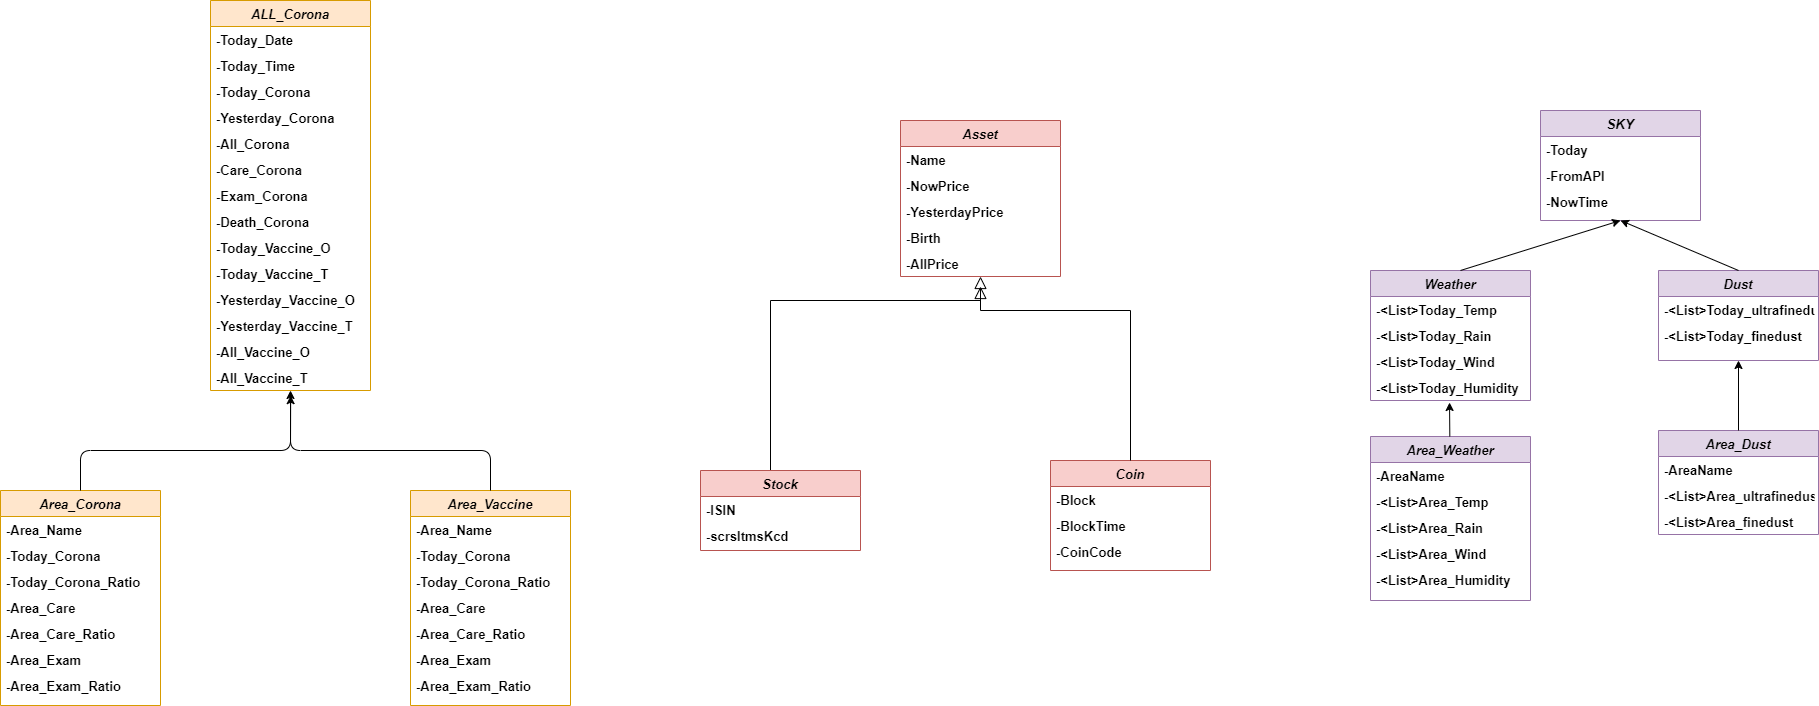 ALL_Corona
-Today_Date
-Today_Time
-Today_Corona
-Yesterday_Corona
-All_Corona
-Care_Corona
-Exam_Corona
-Death_Corona
-Today_Vaccine_O
-Today_Vaccine_T
-Yesterday_Vaccine_O
-Yesterday_Vaccine_T
-All_Vaccine_O
-All_Vaccine_T
Area_Corona
-Area_Name
-Today_Corona
-Today_Corona_Ratio
-Area_Care
-Area_Care_Ratio
-Area_Exam
-Area_Exam_Ratio
Area_Vaccine
-Area_Name
-Today_Corona
-Today_Corona_Ratio
-Area_Care
-Area_Care_Ratio
-Area_Exam
-Area_Exam_Ratio
Asset
-Name
-NowPrice
-YesterdayPrice
-Birth
-AllPrice
Stock
-ISIN
-scrsItmsKcd
Coin
-Block
-BlockTime
-CoinCode
SKY
-Today
-FromAPI
-NowTime
Weather
-<List>Today_Temp
-<List>Today_Rain
-<List>Today_Wind
-<List>Today_Humidity
Dust
-<List>Today_ultrafinedu
-<List>Today_finedust
Area_Weather
-AreaName
-<List>Area_Temp
-<List>Area_Rain
-<List>Area_Wind
-<List>Area_Humidity
Area_Dust
-AreaName
-<List>Area_ultrafinedus
-<List>Area_finedust